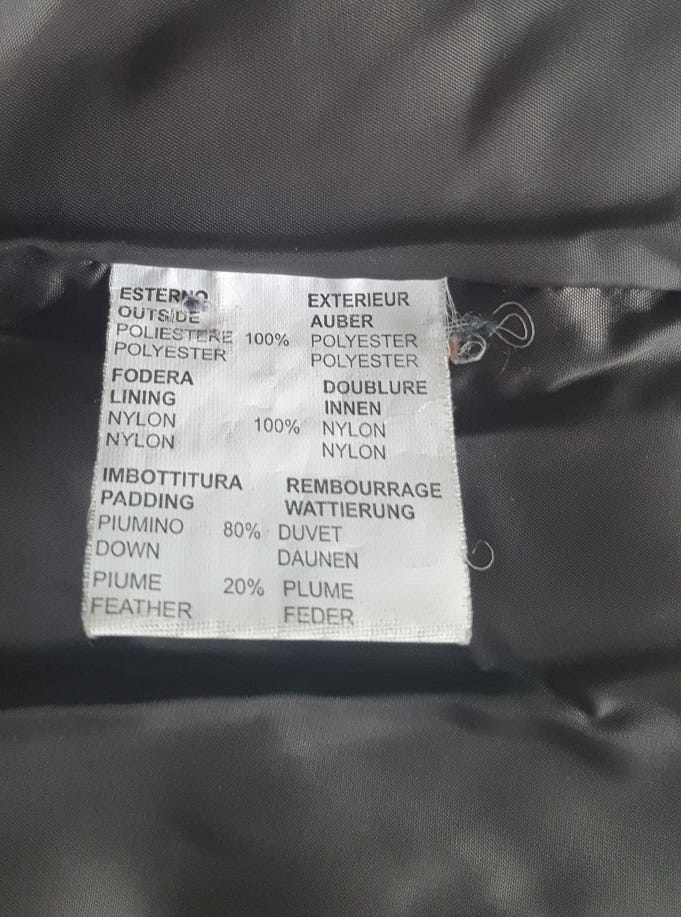 ESTERNO
OUTSIDE
POLIESTERE 100%
POLYESTER
EXTERIEUR
AUBER
POLYESTER
POLYESTER
FODERA
LINING
NYLON 100%
NYLON
DOUBLURE
INNEN
NYLON
NYLON
IMBOTTITURA
PADDING
PIUMINO 80%
DOWN
PIUME 20%
FEATHER
REMBOURRAGE
WATTIERUNG
DUVET
DAUNEN
PLUME
FEDER